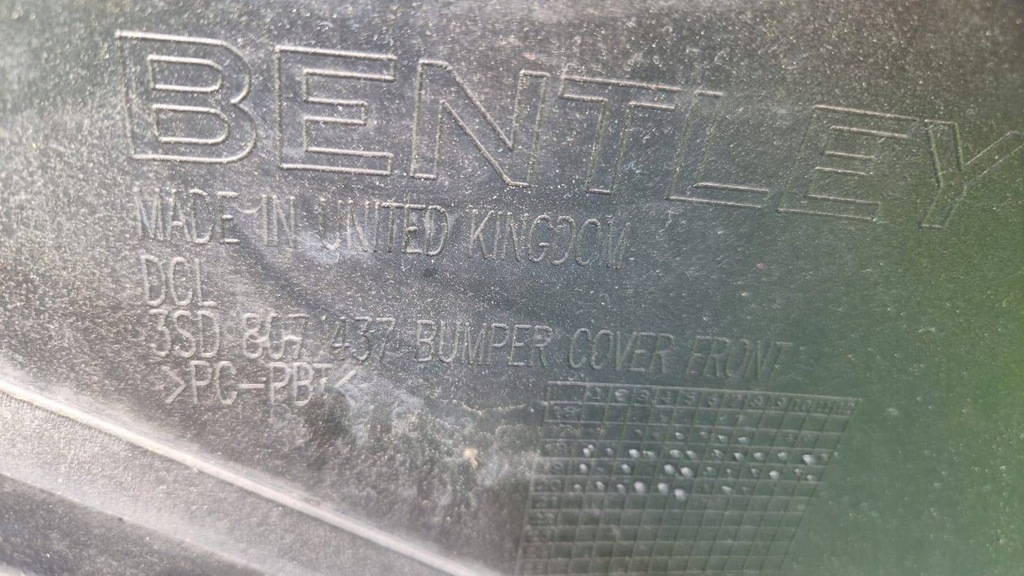 BENTLEY
MADE IN UNITED KINGDOM
DCL
3SD 807 437 BUMPER COVER FRONT
>PC-PBT<